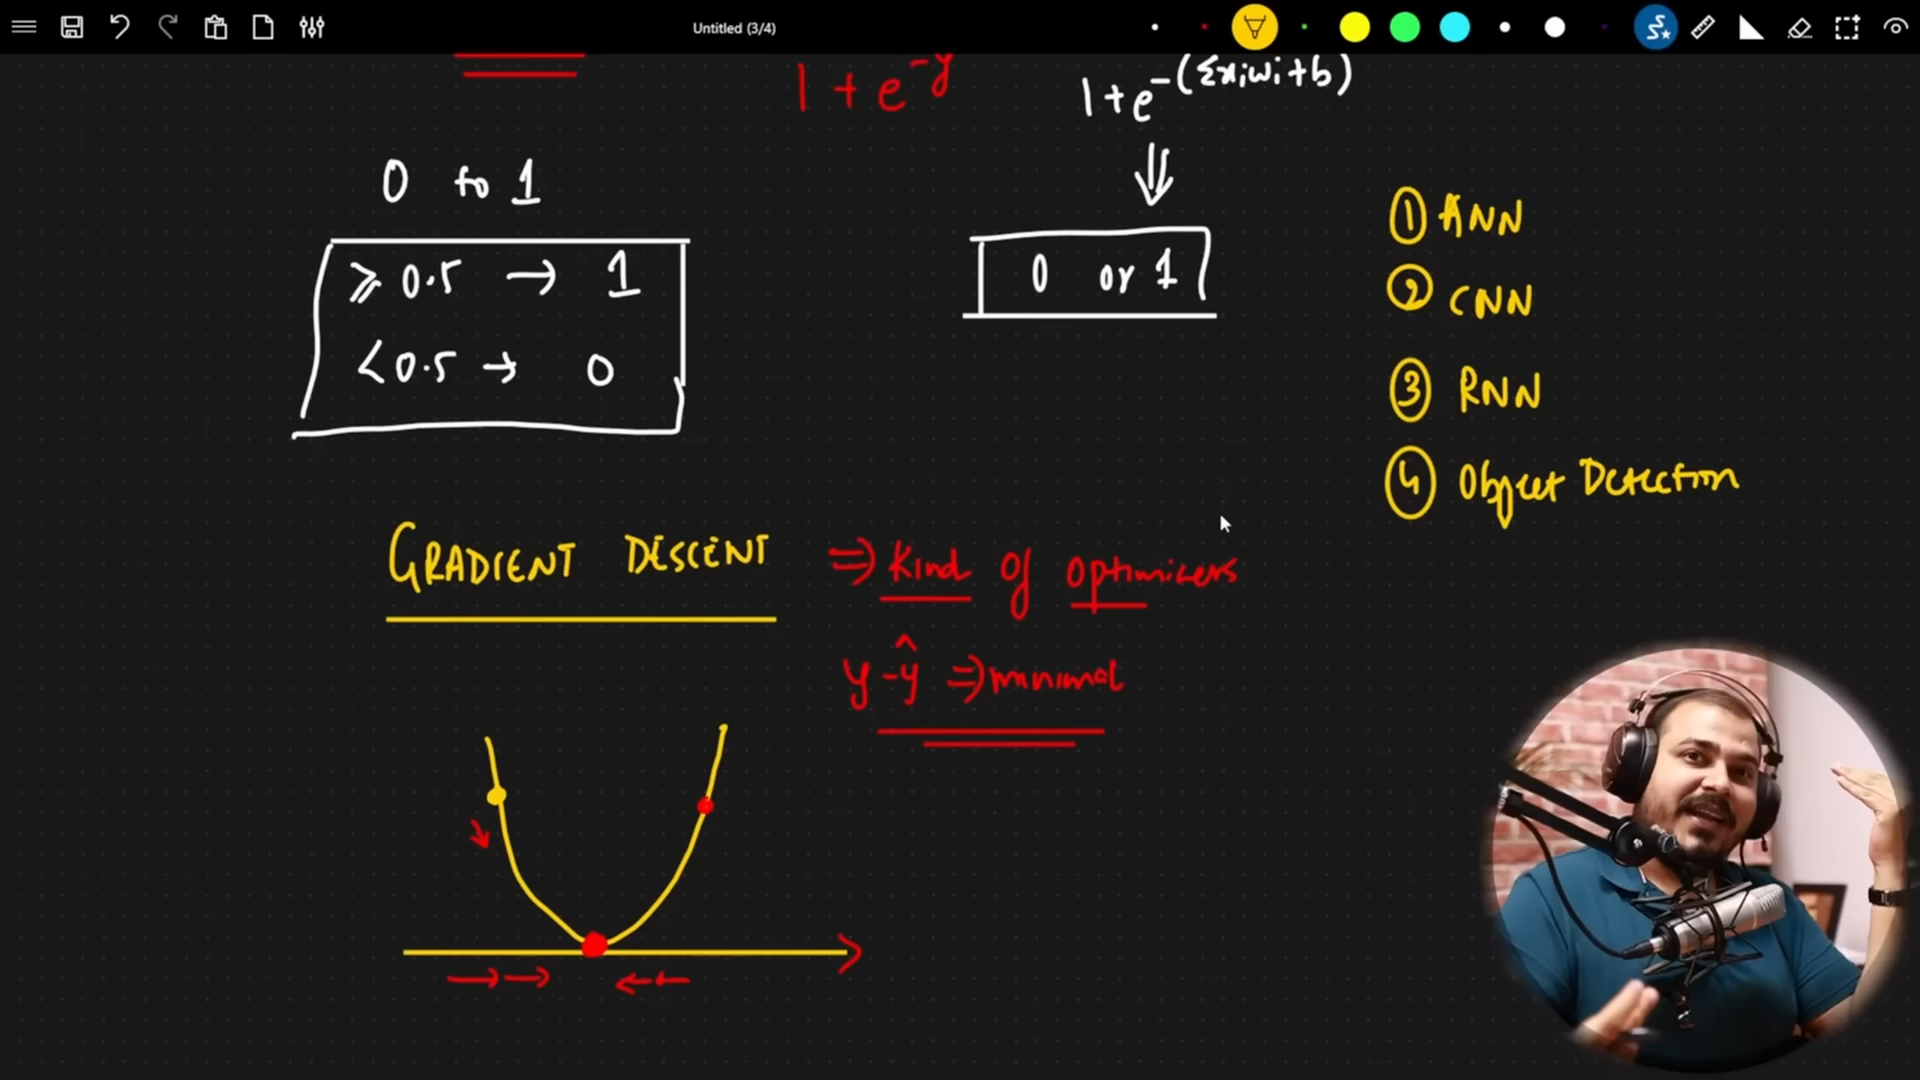 Untitled (3/4)
1 + e^-y
1+e^-(Σxiwi+b)
0 to 1
⩾ 0.5 → 1
<0.5 → 0
0 or 1
① ANN
② CNN
③ RNN
④ Object Detection
GRADIENT DESCENT ⇒ Kind of optimizers
y-ŷ ⇒ minimal